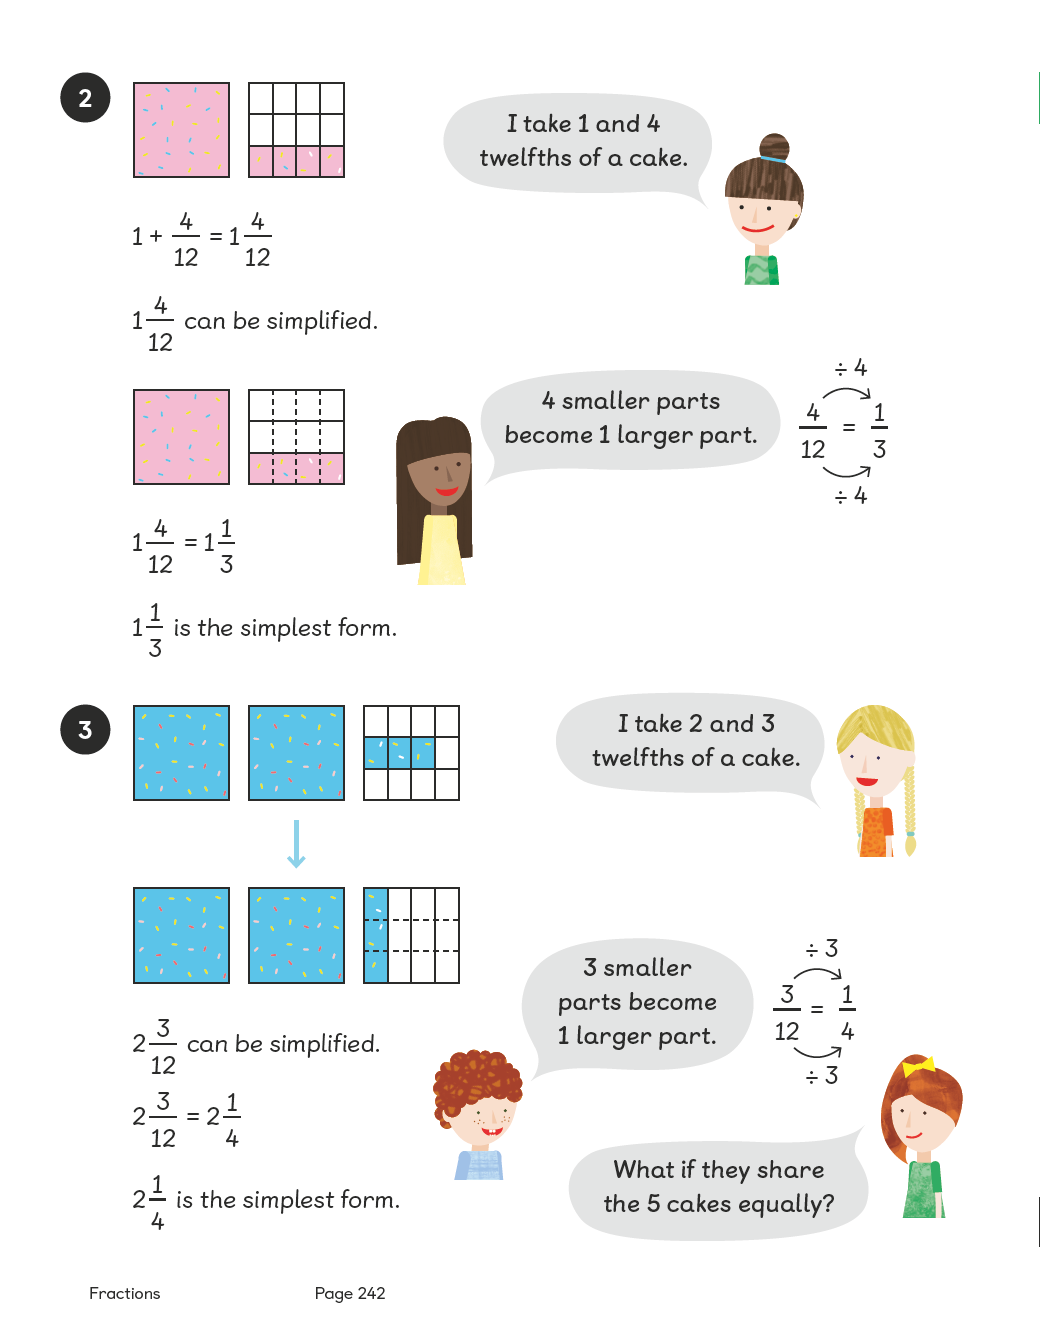 2
I take 1 and 4
twelfths of a cake.
1 + 4/12 = 1 4/12
1 4/12 can be simplified.
4 smaller parts
become 1 larger part.
÷ 4
4/12 = 1/3
÷ 4
1 4/12 = 1 1/3
1 1/3 is the simplest form.
3
I take 2 and 3
twelfths of a cake.
3 smaller
parts become
1 larger part.
÷ 3
3/12 = 1/4
÷ 3
2 3/12 can be simplified.
2 3/12 = 2 1/4
2 1/4 is the simplest form.
What if they share
the 5 cakes equally?
Fractions
Page 242